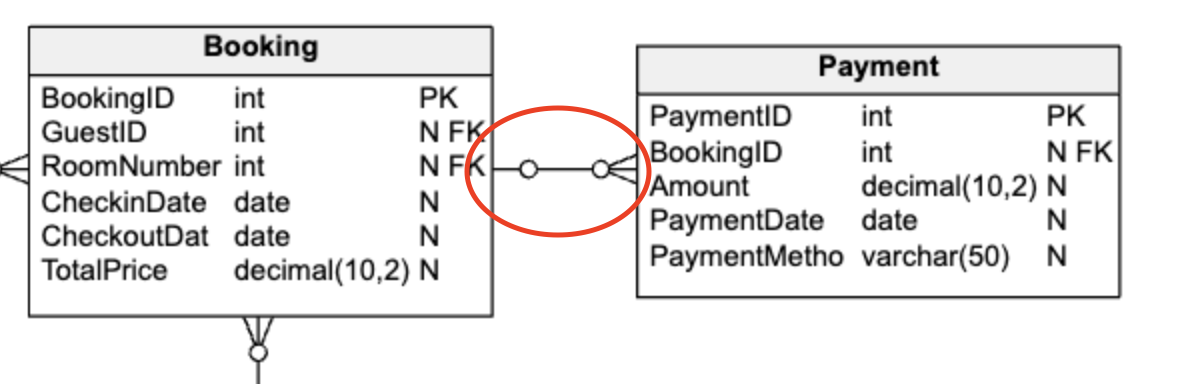 Booking
BookingID int PK
GuestID int N FK
RoomNumber int N FK
CheckinDate date N
CheckoutDat date N
TotalPrice decimal(10,2) N
Payment
PaymentID int PK
BookingID int N FK
Amount decimal(10,2) N
PaymentDate date N
PaymentMetho varchar(50) N